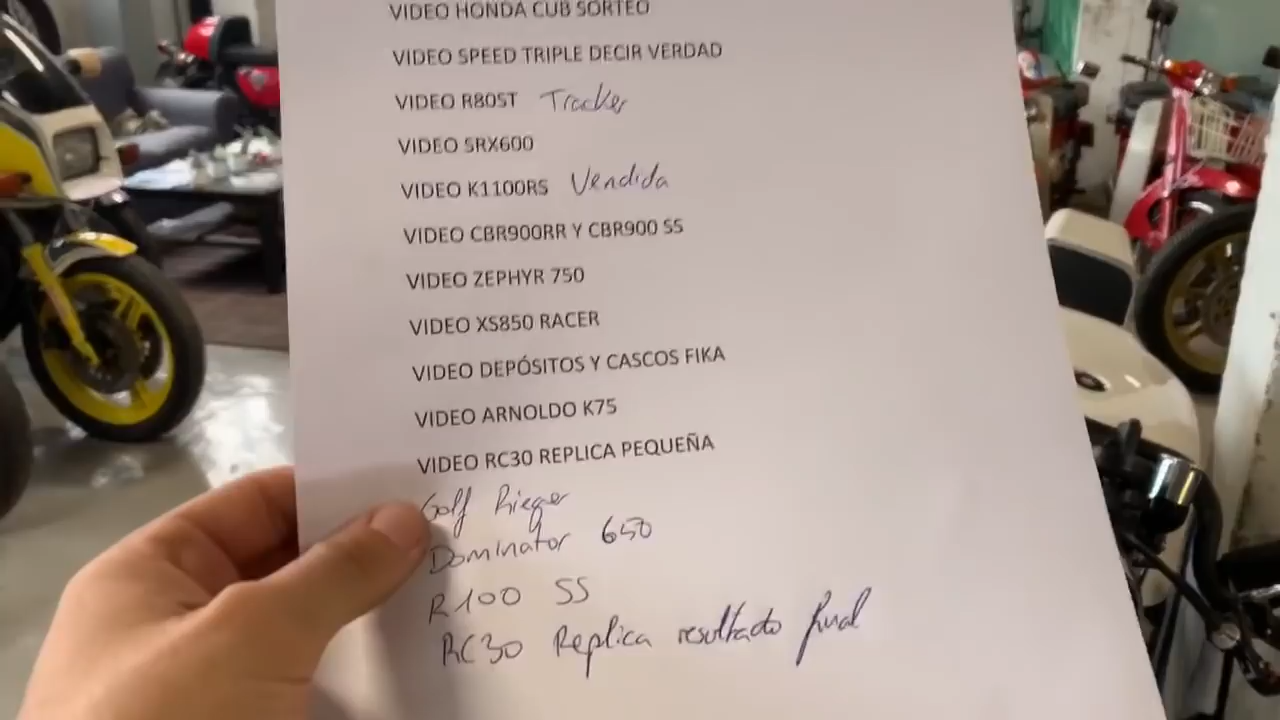 VIDEO HONDA CUB SORTEO
VIDEO SPEED TRIPLE DECIR VERDAD
VIDEO R80ST Tracker
VIDEO SRX600
VIDEO K1100RS Vendida
VIDEO CBR900RR Y CBR900 SS
VIDEO ZEPHYR 750
VIDEO XS850 RACER
VIDEO DEPÓSITOS Y CASCOS FIKA
VIDEO ARNOLDO K75
VIDEO RC30 REPLICA PEQUEÑA
Golf Rieger
Dominator 650
R100 SS
RC30 Replica resultado final